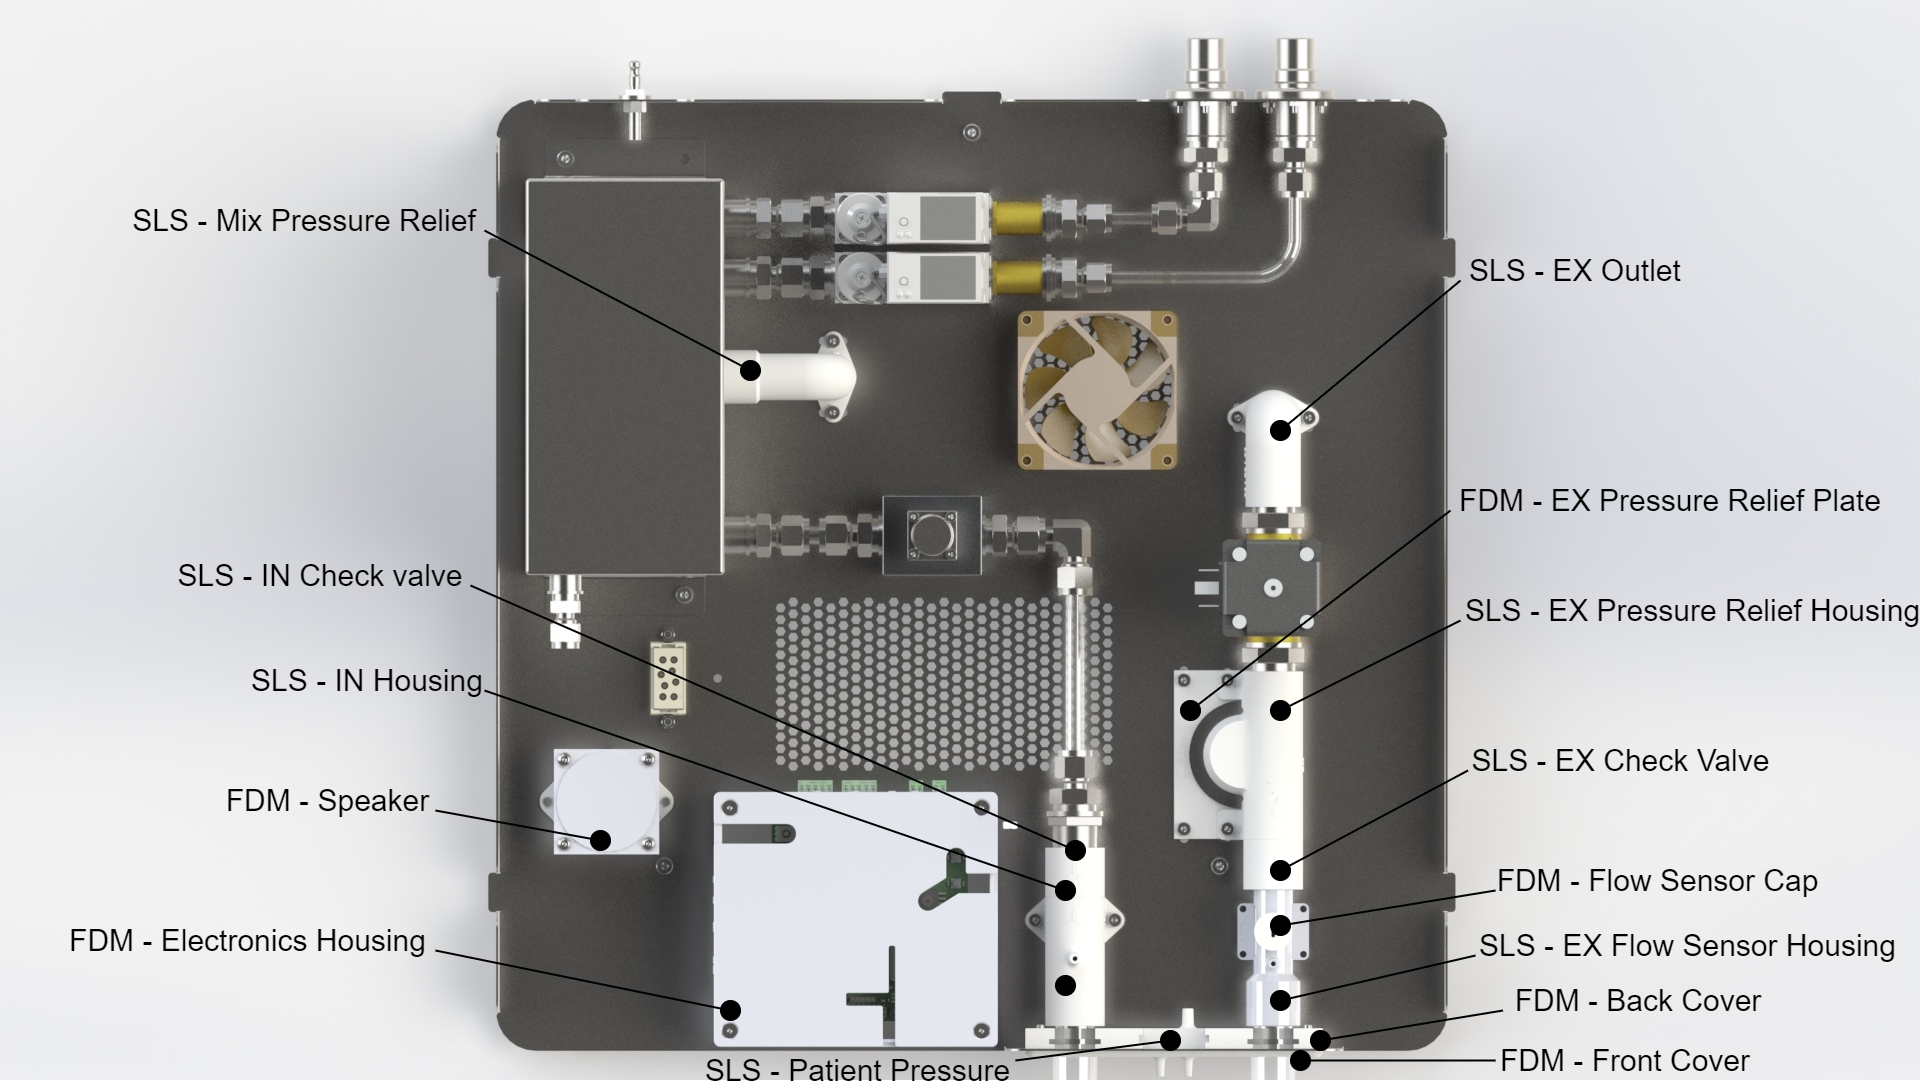 SLS - Mix Pressure Relief
SLS - IN Check valve
SLS - IN Housing
FDM - Speaker
FDM - Electronics Housing
SLS - Patient Pressure
SLS - EX Outlet
FDM - EX Pressure Relief Plate
SLS - EX Pressure Relief Housing
SLS - EX Check Valve
FDM - Flow Sensor Cap
SLS - EX Flow Sensor Housing
FDM - Back Cover
FDM - Front Cover